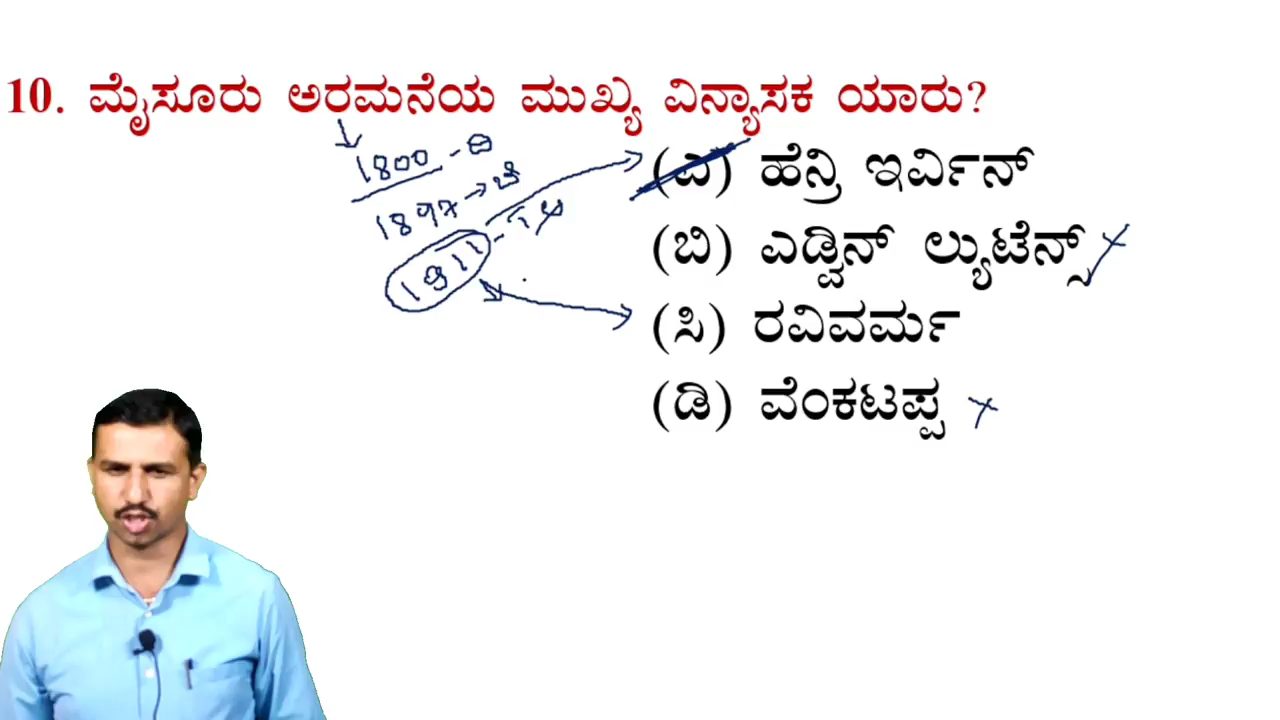 10. ಮೈಸೂರು ಅರಮನೆಯ ಮುಖ್ಯ ವಿನ್ಯಾಸಕ ಯಾರು?
(ಎ) ಹೆನ್ರಿ ಇರ್ವಿನ್
(ಬಿ) ಎಡ್ವಿನ್ ಲ್ಯುಟೆನ್ಸ್
(ಸಿ) ರವಿವರ್ಮ
(ಡಿ) ವೆಂಕಟಪ್ಪ
1800
1897
1911